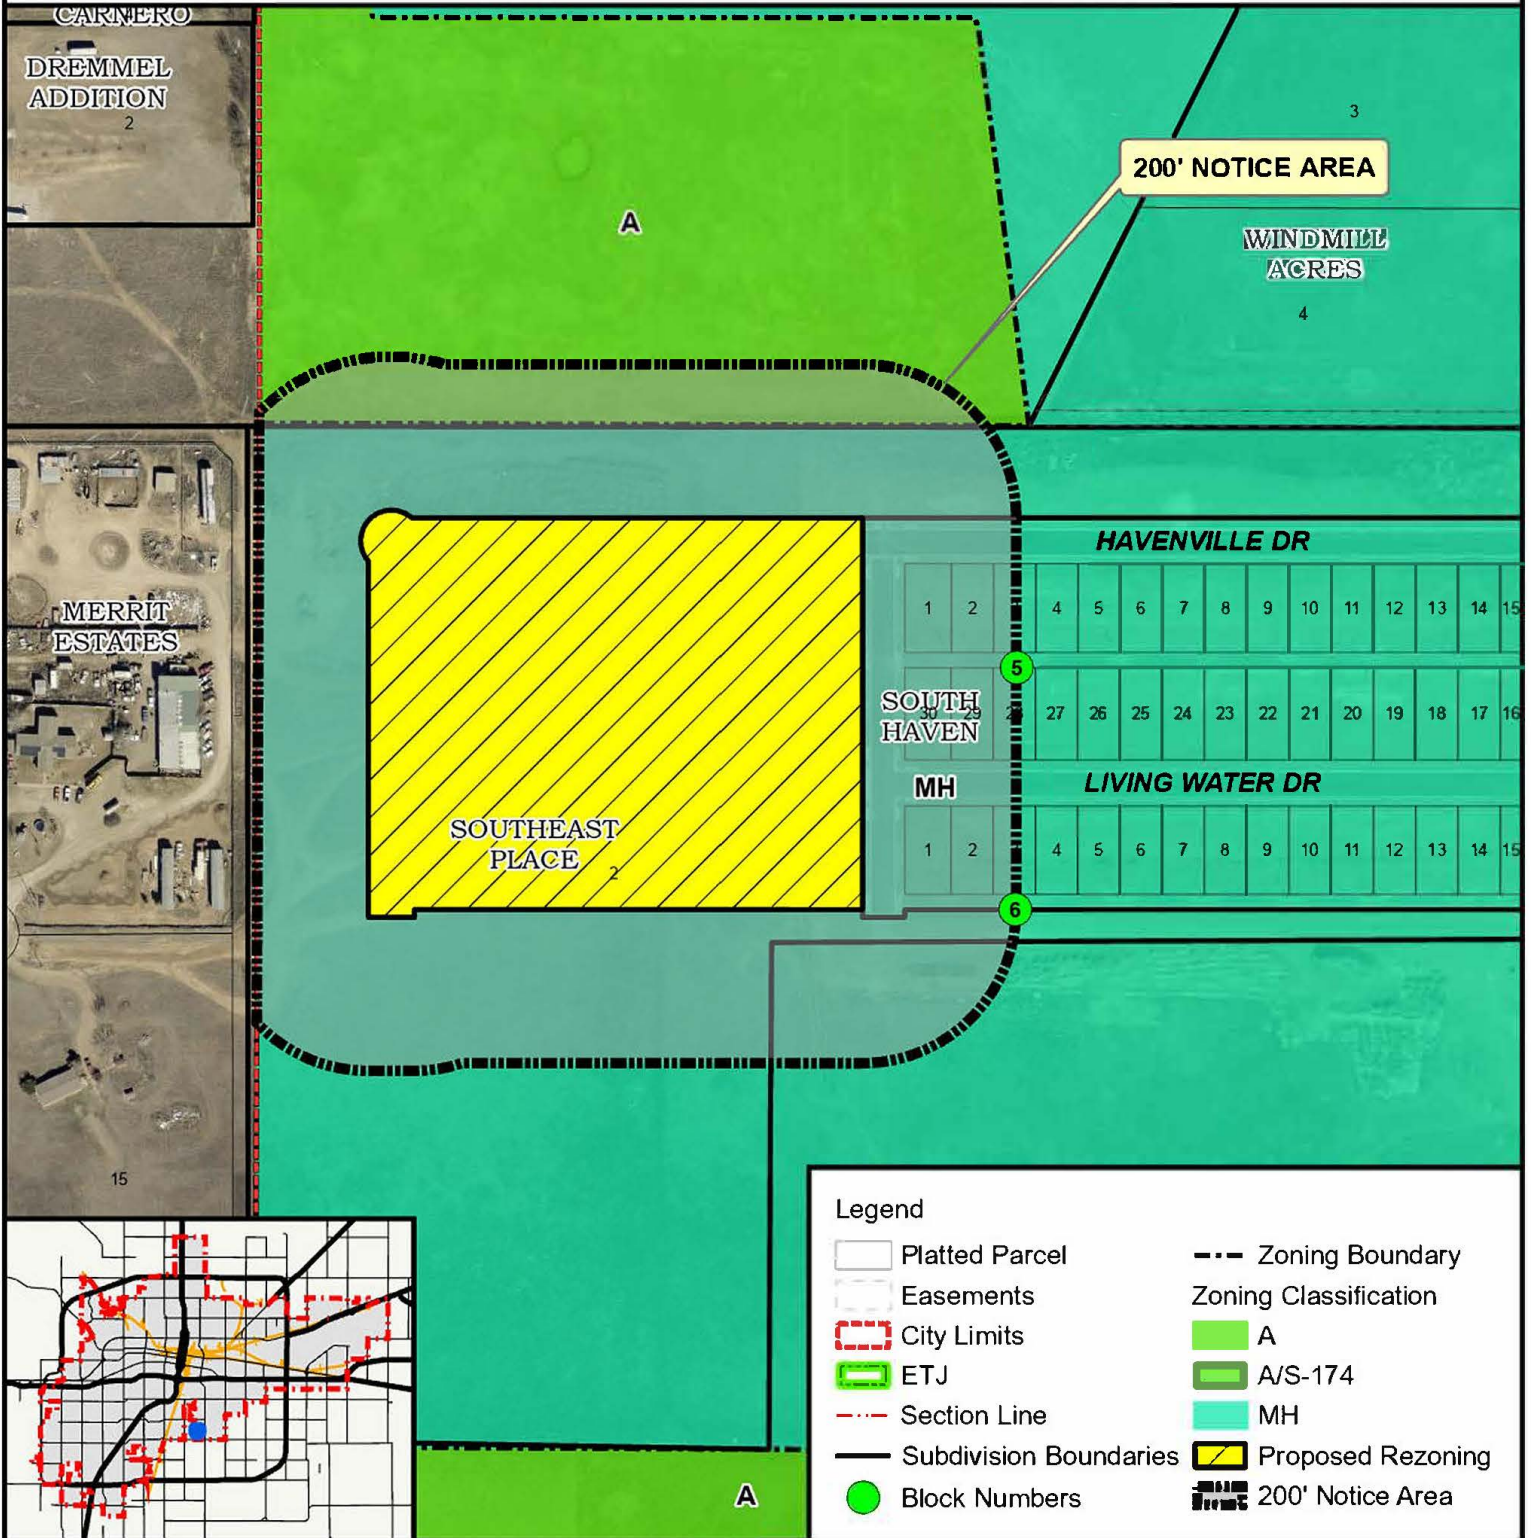 CARNERO
DREMMEL
ADDITION
2
3
200' NOTICE AREA
A
WINDMILL
ACRES
4
HAVENVILLE DR
MERRIT
ESTATES
1 2 4 5 6 7 8 9 10 11 12 13 14 15
5
14
SOUTH
HAVEN
30 29 27 26 25 24 23 22 21 20 19 18 17 16
MH
LIVING WATER DR
SOUTHEAST
PLACE
2
1 2 4 5 6 7 8 9 10 11 12 13 14 15
6
15
Legend
Platted Parcel
Easements
City Limits
ETJ
Section Line
Subdivision Boundaries
Block Numbers
Zoning Boundary
Zoning Classification
A
A/S-174
MH
Proposed Rezoning
200' Notice Area
A